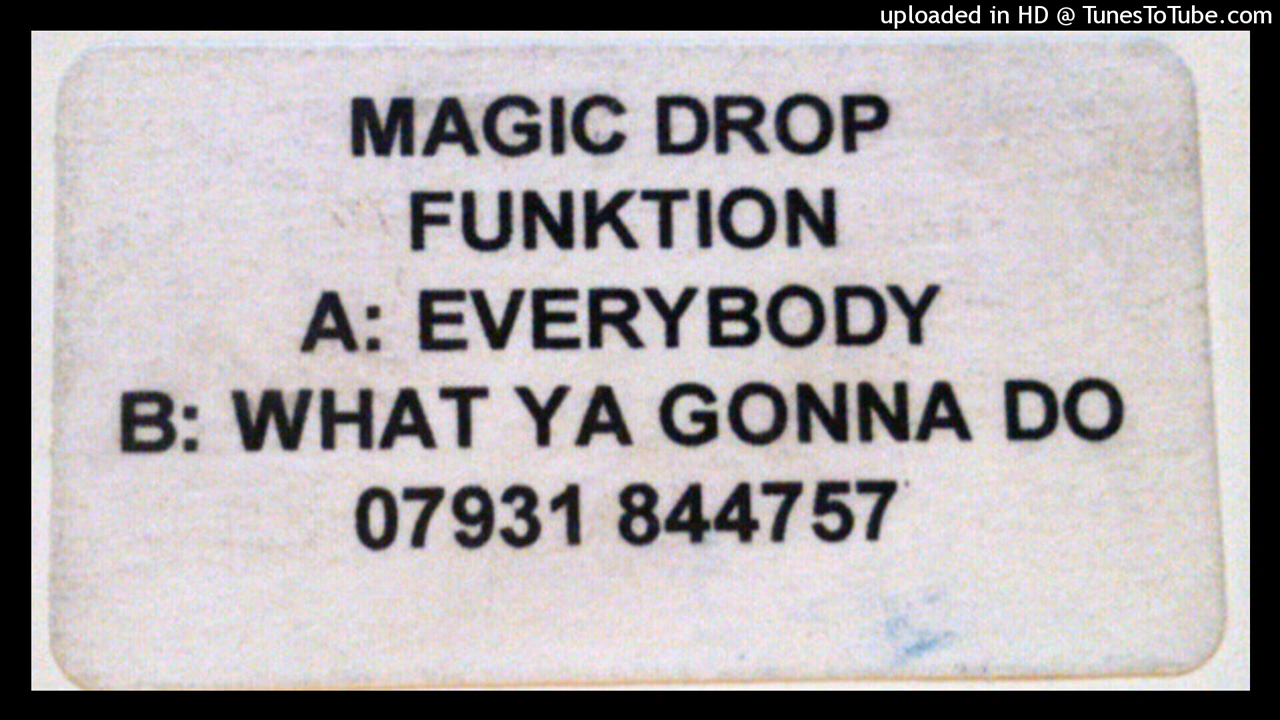 uploaded in HD @ TunesToTube.com
MAGIC DROP
FUNKTION
A: EVERYBODY
B: WHAT YA GONNA DO
07931 844757